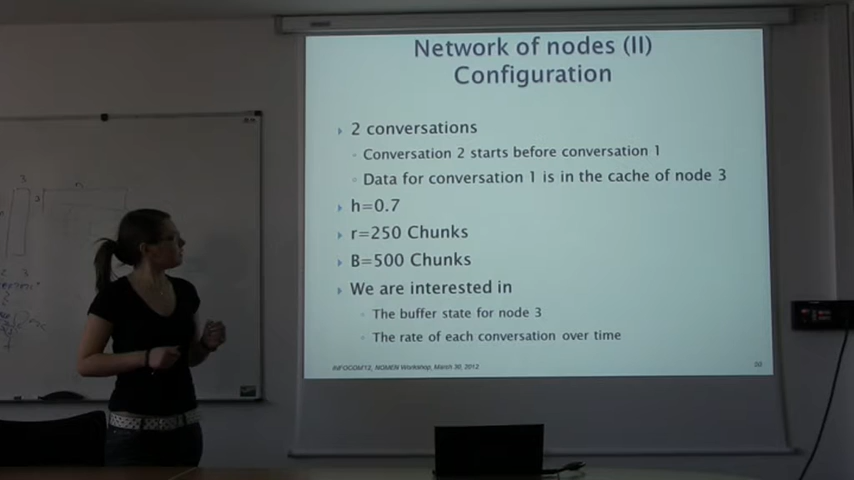 Network of nodes (II)
Configuration
2 conversations
Conversation 2 starts before conversation 1
Data for conversation 1 is in the cache of node 3
h=0.7
r=250 Chunks
B=500 Chunks
We are interested in
The buffer state for node 3
The rate of each conversation over time
INFOCOM'12, NOMEN Workshop, March 30, 2012